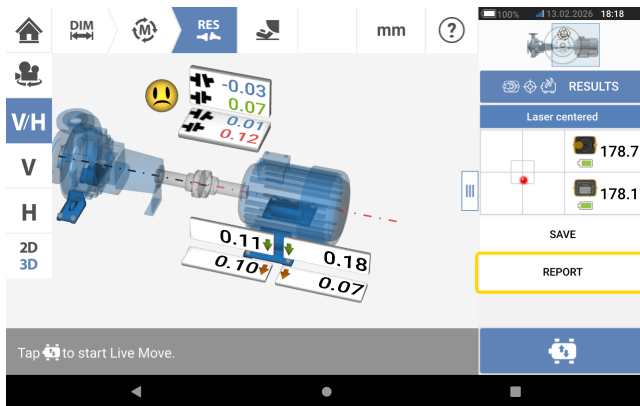 DIM
M
RES
mm
?
100%
13.02.2026 18:18
RESULTS
Laser centered
178.7
178.1
SAVE
REPORT
V/H
V
H
2D
3D
-0.03
0.07
0.01
0.12
0.11
0.18
0.10
0.07
Tap to start Live Move.